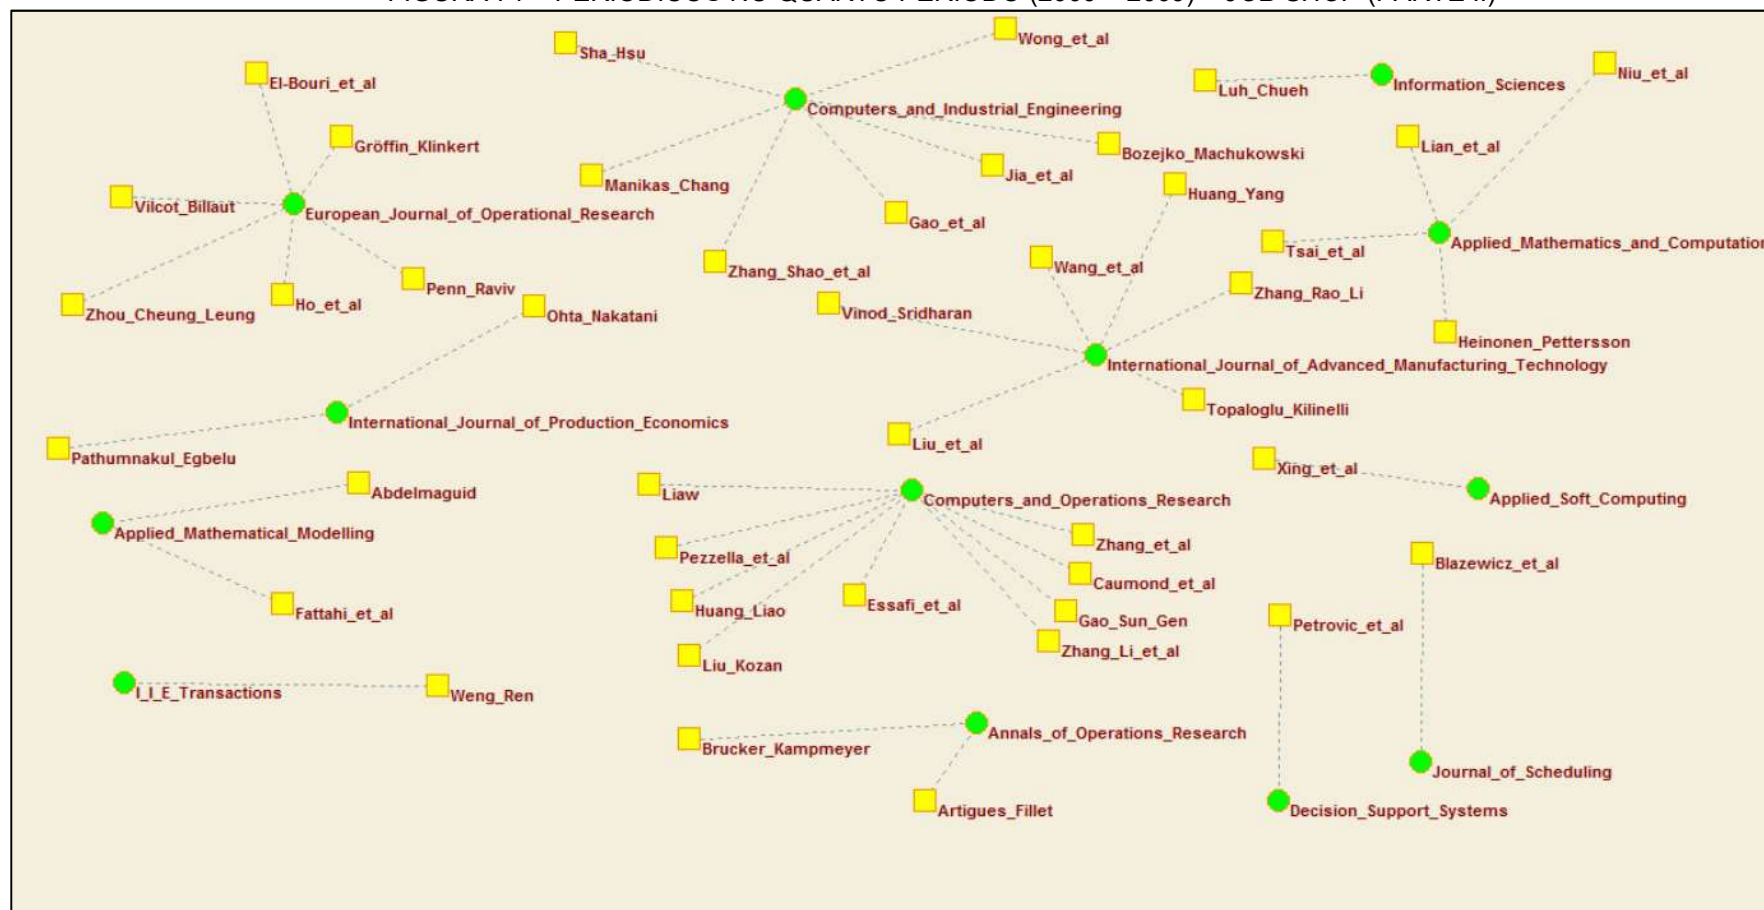 Sha_Hsu
Wong_et_al
El-Bouri_et_al
Niu_et_al
Luh_Chueh
Information_Sciences
Computers_and_Industrial_Engineering
Gröffin_Klinkert
Lian_et_al
Bozejko_Machukowski
Manikas_Chang
Jia_et_al
Huang_Yang
Vilcot_Billaut
European_Journal_of_Operational_Research
Gao_et_al
Tsai_et_al
Applied_Mathematics_and_Computation
Zhang_Shao_et_al
Wang_et_al
Penn_Raviv
Zhang_Rao_Li
Zhou_Cheung_Leung
Ho_et_al
Ohta_Nakatani
Vinod_Sridharan
Heinonen_Pettersson
International_Journal_of_Advanced_Manufacturing_Technology
Topaloglu_Kilinelli
International_Journal_of_Production_Economics
Liu_et_al
Pathumnakul_Egbelu
Xing_et_al
Abdelmaguid
Liaw
Computers_and_Operations_Research
Applied_Soft_Computing
Applied_Mathematical_Modelling
Zhang_et_al
Pezzella_et_al
Blazewicz_et_al
Caumond_et_al
Fattahi_et_al
Huang_Liao
Essafi_et_al
Gao_Sun_Gen
Petrovic_et_al
Zhang_Li_et_al
Liu_Kozan
I_I_E_Transactions
Weng_Ren
Annals_of_Operations_Research
Brucker_Kampmeyer
Journal_of_Scheduling
Artigues_Fillet
Decision_Support_Systems